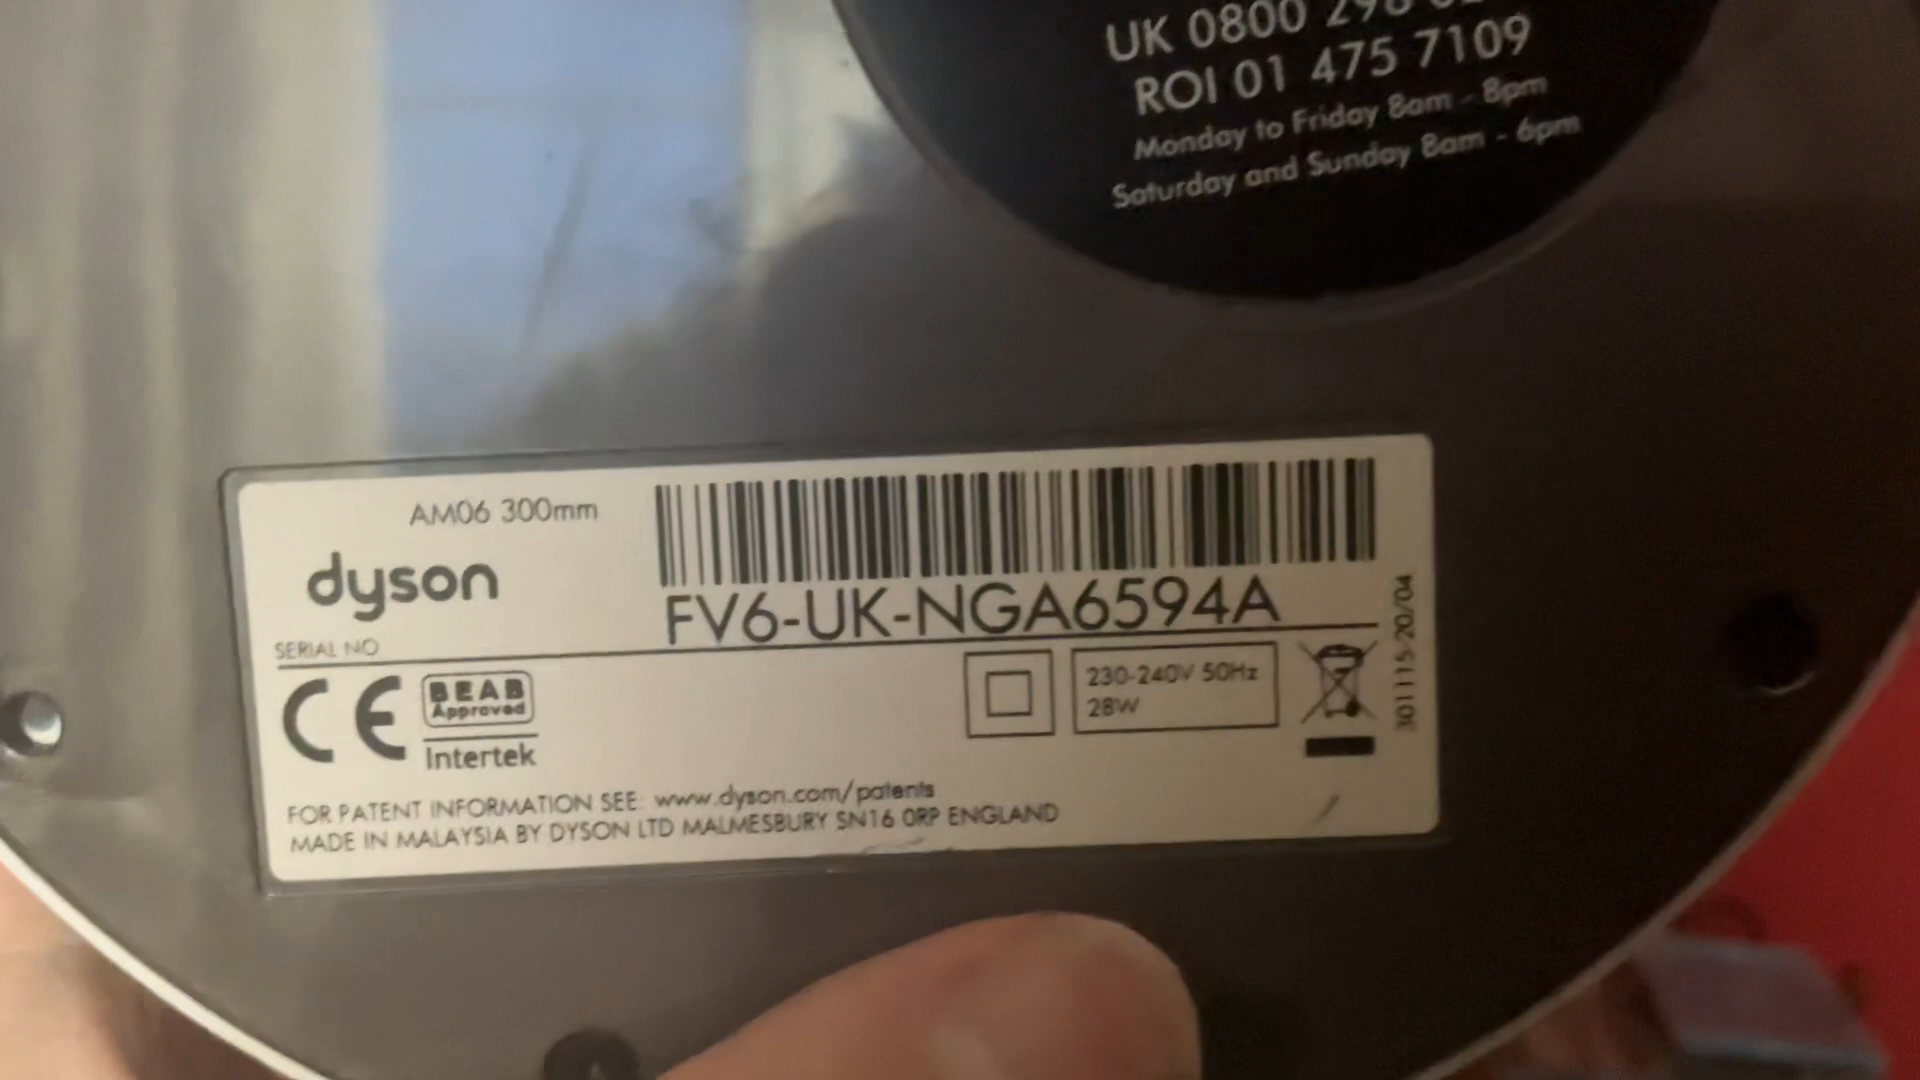 UK 0800 298
ROI 01 475 7109
Monday to Friday 8am - 8pm
Saturday and Sunday 8am - 6pm
AM06 300mm
dyson
SERIAL NO
FV6-UK-NGA6594A
CE
BEAB
Approved
Intertek
230-240V 50Hz
28W
301115-20/04
FOR PATENT INFORMATION SEE: www.dyson.com/patents
MADE IN MALAYSIA BY DYSON LTD MALMESBURY SN16 0RP ENGLAND